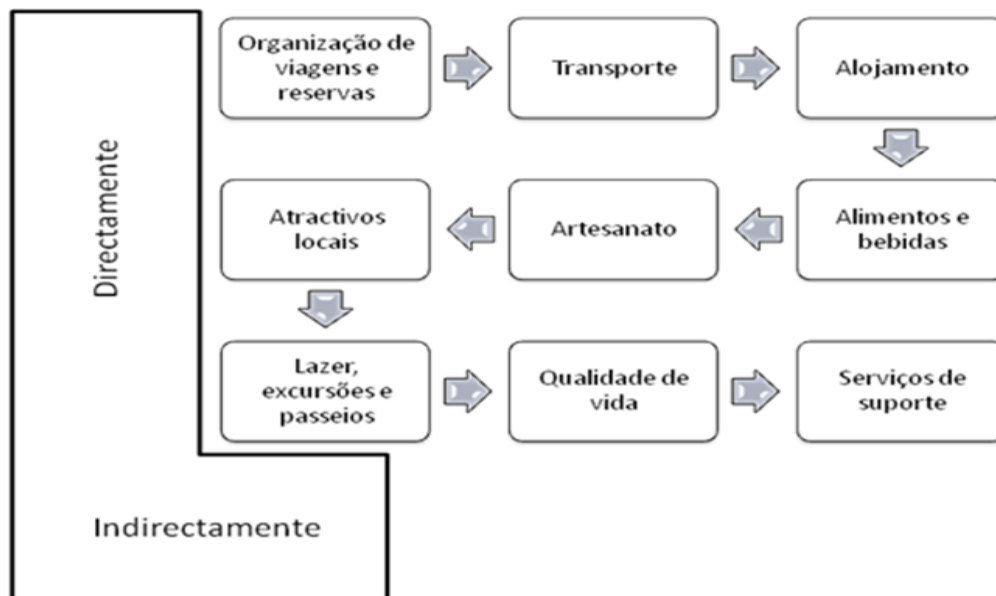 Directamente
Organização de
viagens e
reservas
Transporte
Alojamento
Alimentos e
bebidas
Artesanato
Atractivos
locais
Lazer,
excursões e
passeios
Qualidade de
vida
Serviços de
suporte
Indirectamente